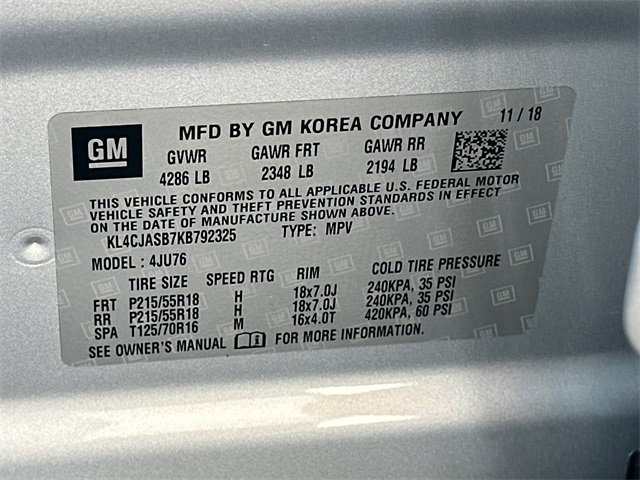 GM MFD BY GM KOREA COMPANY 11 / 18
GVWR GAWR FRT GAWR RR
4286 LB 2348 LB 2194 LB
THIS VEHICLE CONFORMS TO ALL APPLICABLE U.S. FEDERAL MOTOR
VEHICLE SAFETY AND THEFT PREVENTION STANDARDS IN EFFECT
ON THE DATE OF MANUFACTURE SHOWN ABOVE.
KL4CJASB7KB792325 TYPE: MPV
MODEL : 4JU76
TIRE SIZE SPEED RTG RIM COLD TIRE PRESSURE
FRT P215/55R18 H 18x7.0J 240KPA, 35 PSI
RR P215/55R18 H 18x7.0J 240KPA, 35 PSI
SPA T125/70R16 M 16x4.0T 420KPA, 60 PSI
SEE OWNER'S MANUAL FOR MORE INFORMATION.